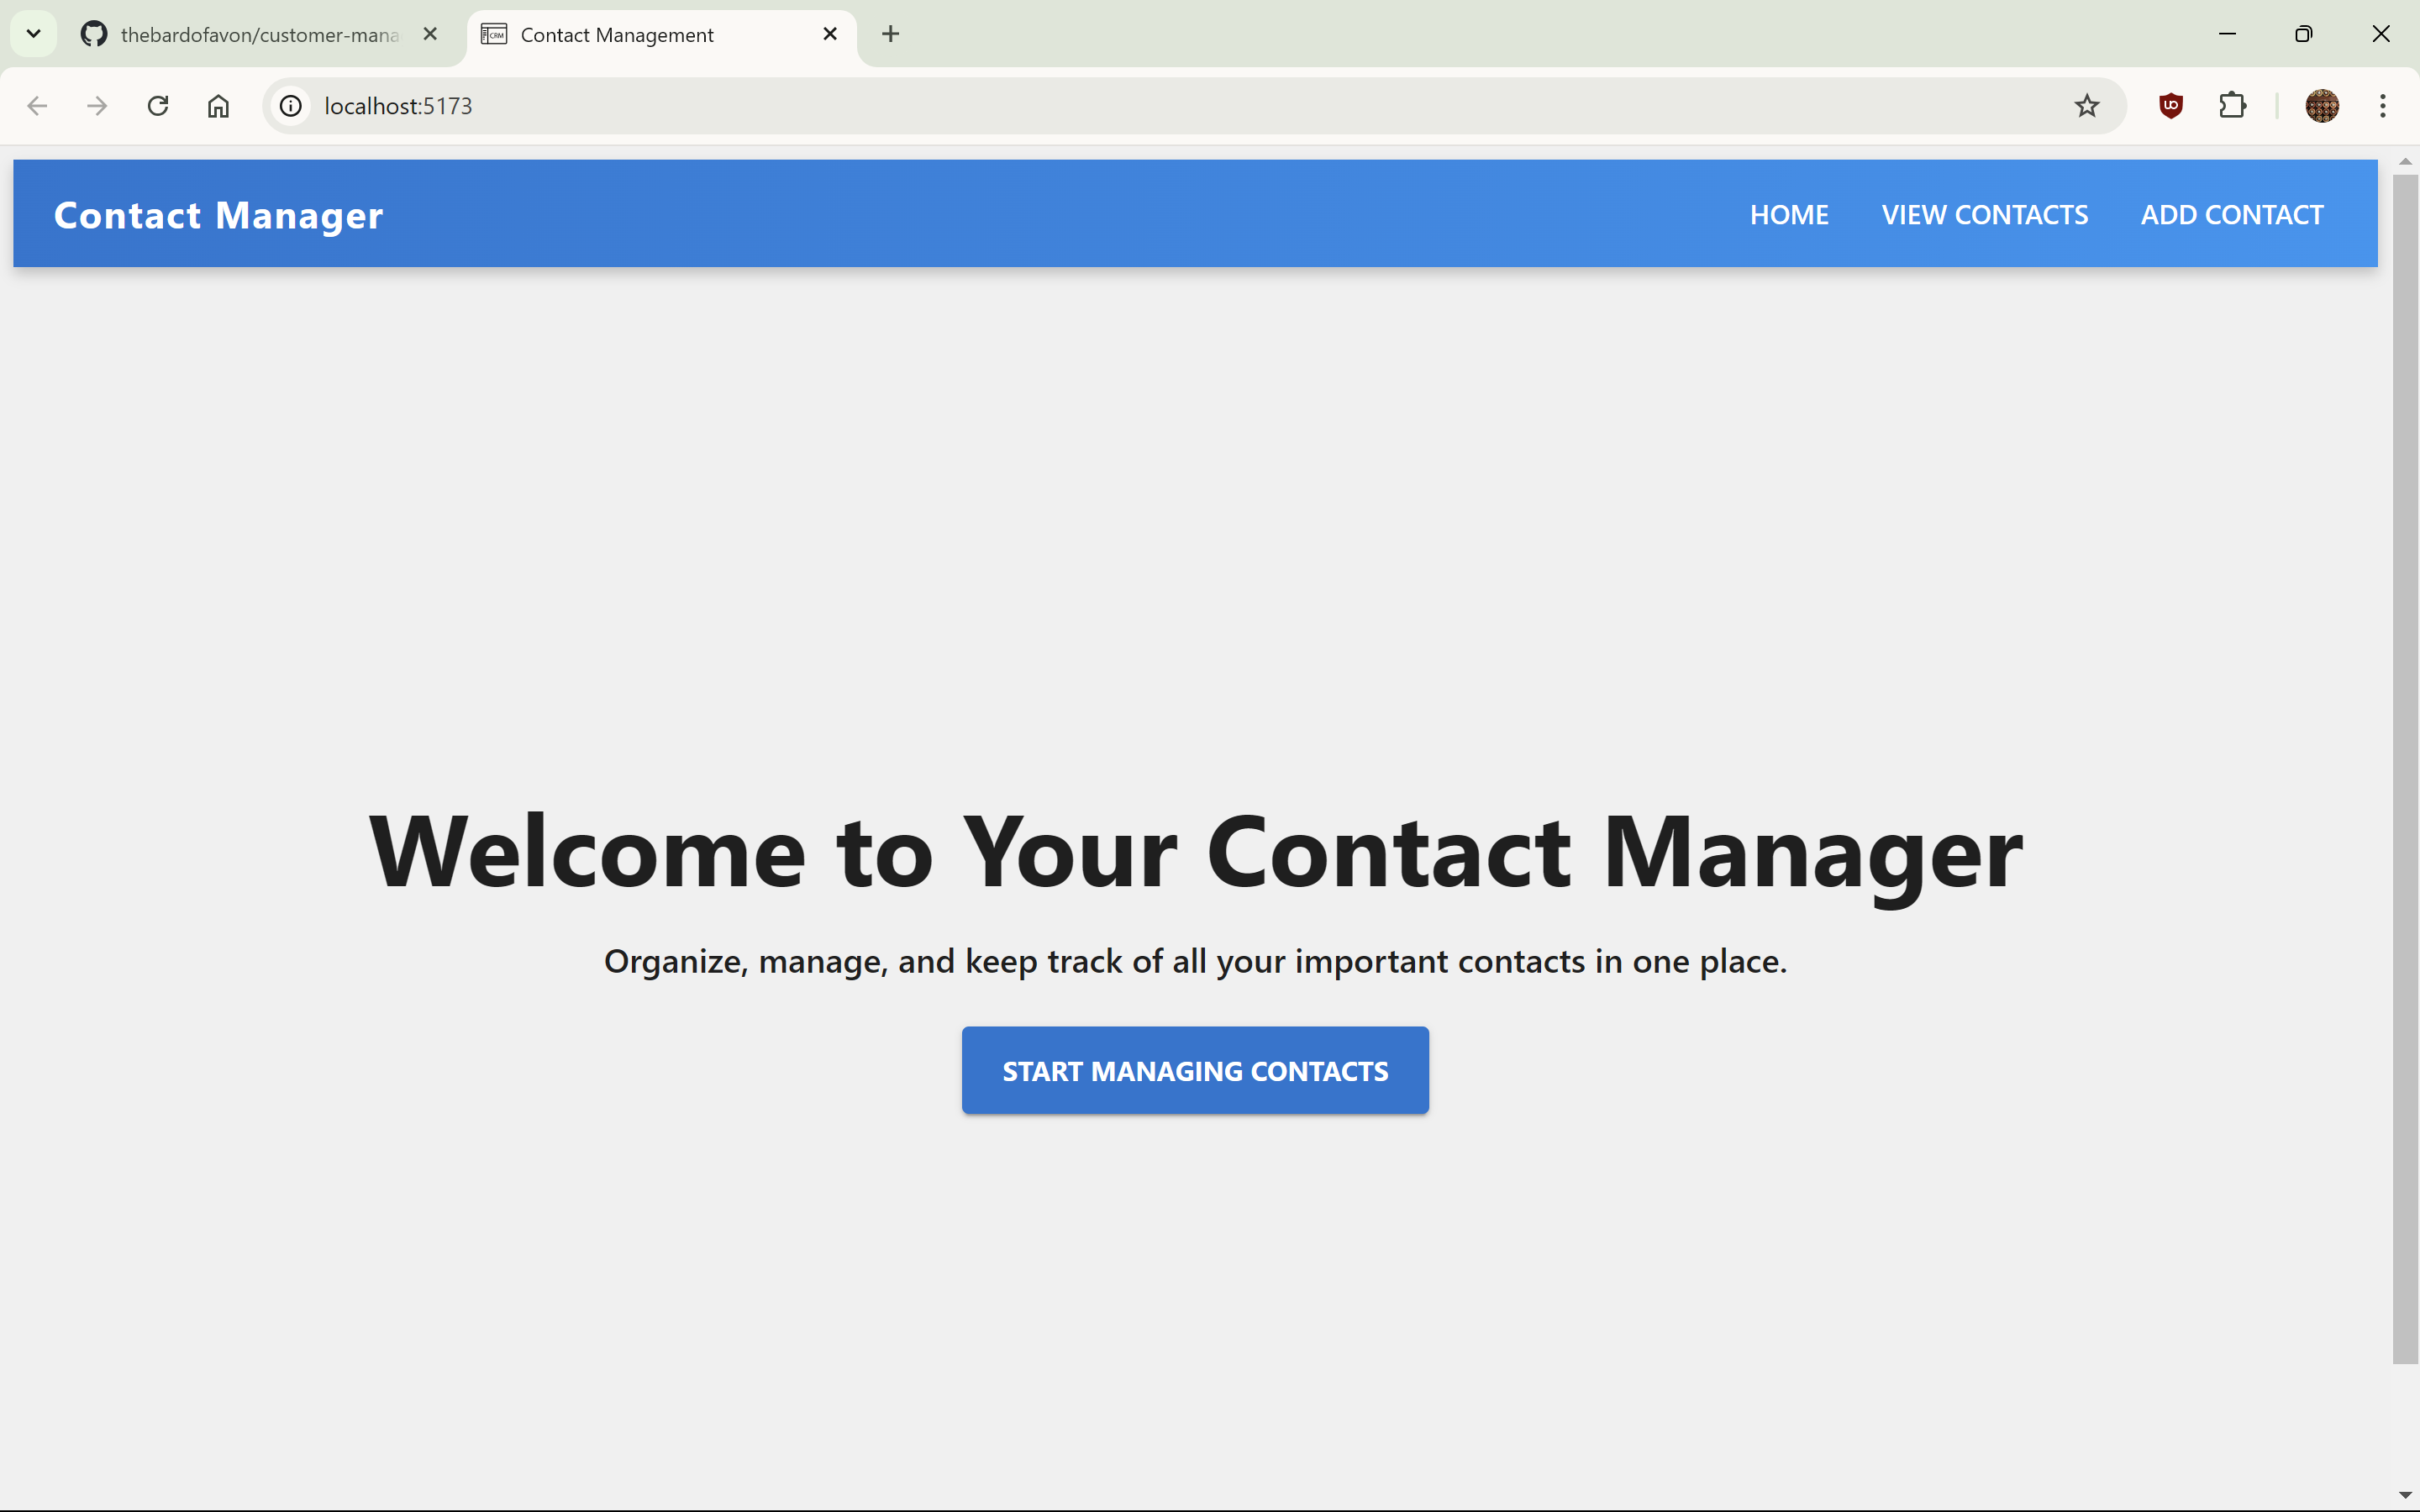 thebardofavon/customer-mana
Contact Management
localhost:5173
Contact Manager
HOME VIEW CONTACTS ADD CONTACT
Welcome to Your Contact Manager
Organize, manage, and keep track of all your important contacts in one place.
START MANAGING CONTACTS